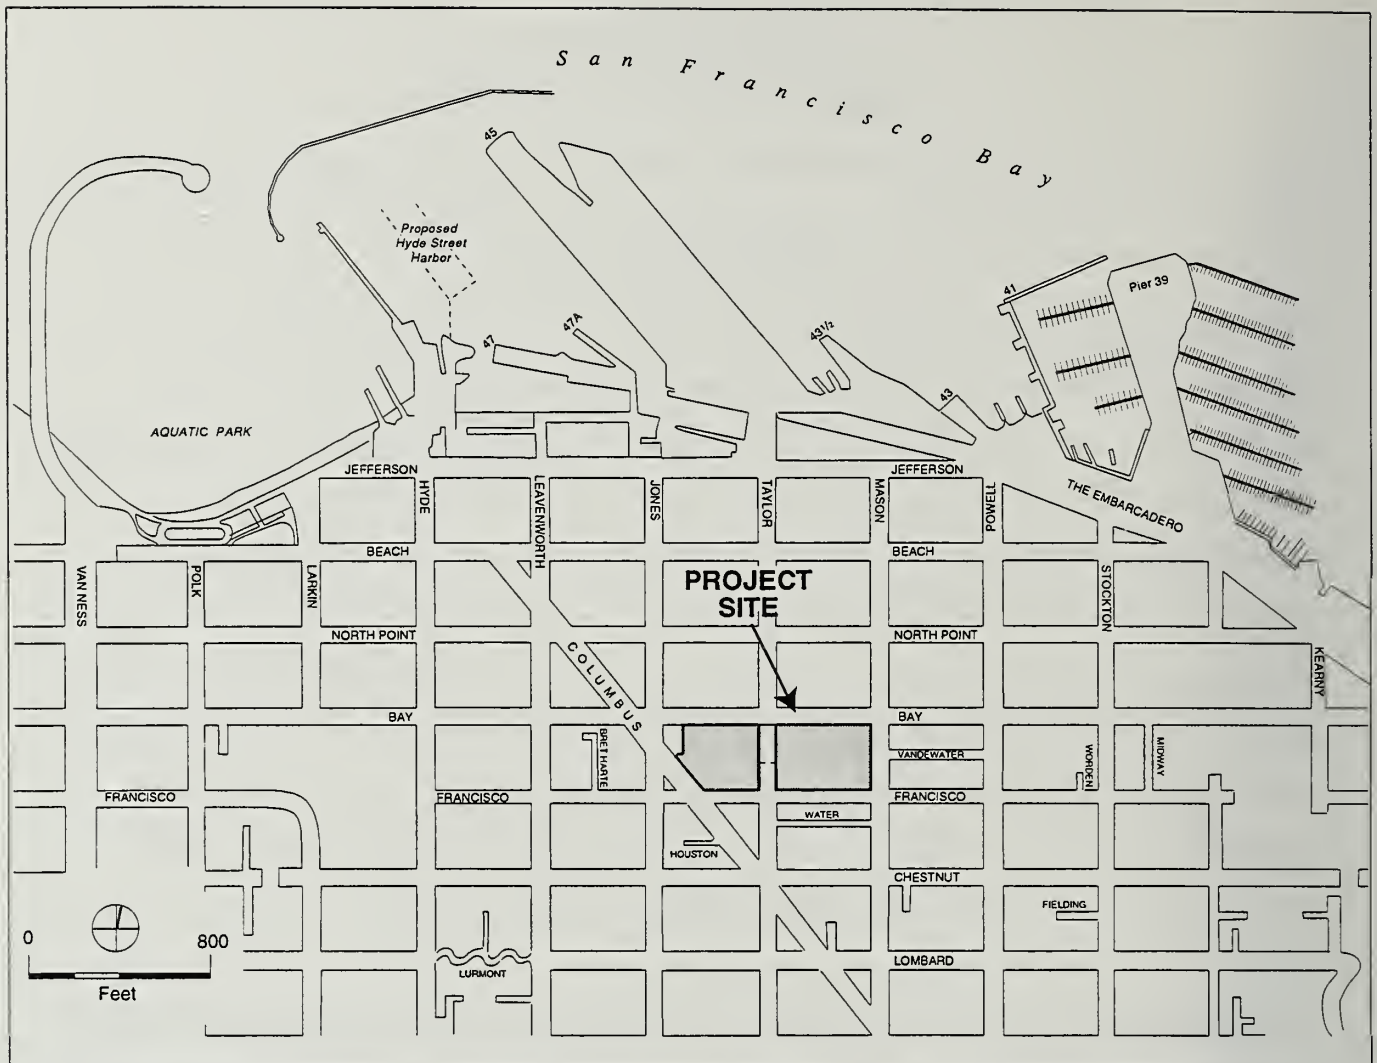 San Francisco Bay
45
Proposed
Hyde Street
Harbor
41
Pier 39
47
47A
43½
43
AQUATIC PARK
JEFFERSON
JEFFERSON
THE EMBARCADERO
HYDE
LEAVENWORTH
JONES
TAYLOR
MASON
POWELL
BEACH
BEACH
VAN NESS
POLK
LARKIN
STOCKTON
PROJECT
SITE
NORTH POINT
NORTH POINT
COLUMBUS
KEARNY
BAY
BAY
BRET HARTE
VANDEWATER
WORDEN
MIDWAY
FRANCISCO
FRANCISCO
FRANCISCO
WATER
HOUSTON
CHESTNUT
FIELDING
0
800
Feet
LURMONT
LOMBARD